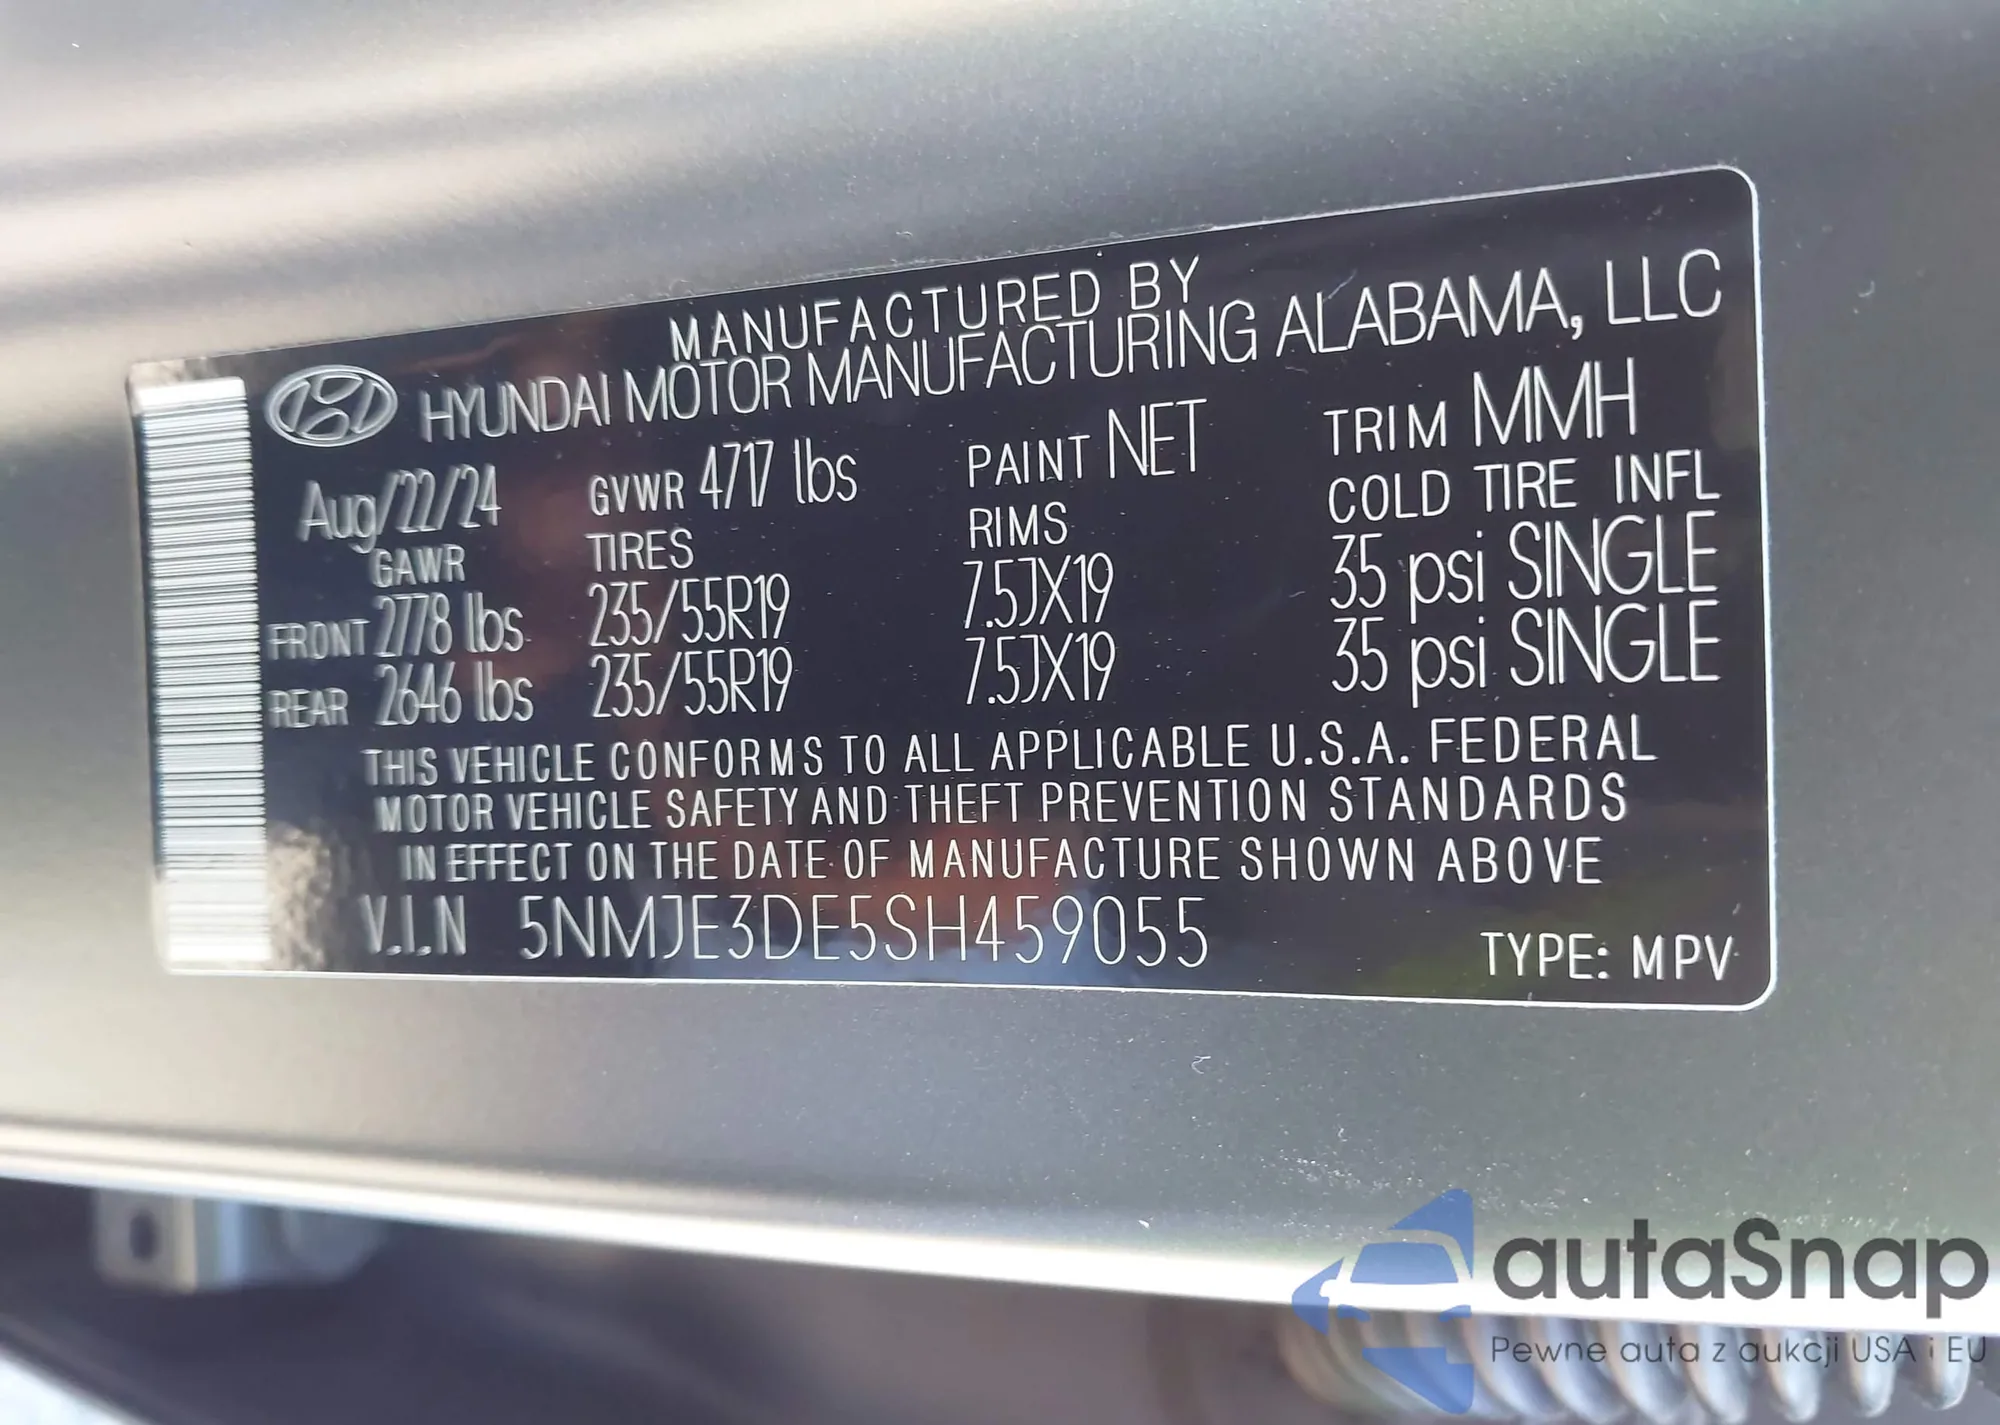 MANUFACTURED BY
HYUNDAI MOTOR MANUFACTURING ALABAMA, LLC
Aug/22/24 GVWR 4717 lbs PAINT NET TRIM MMH
GAWR TIRES RIMS COLD TIRE INFL
FRONT 2778 lbs 235/55R19 7.5JX19 35 psi SINGLE
REAR 2646 lbs 235/55R19 7.5JX19 35 psi SINGLE
THIS VEHICLE CONFORMS TO ALL APPLICABLE U.S.A. FEDERAL
MOTOR VEHICLE SAFETY AND THEFT PREVENTION STANDARDS
IN EFFECT ON THE DATE OF MANUFACTURE SHOWN ABOVE
V.I.N 5NMJE3DE5SH459055 TYPE: MPV
autaSnap
Pewne auta z aukcji USA i EU